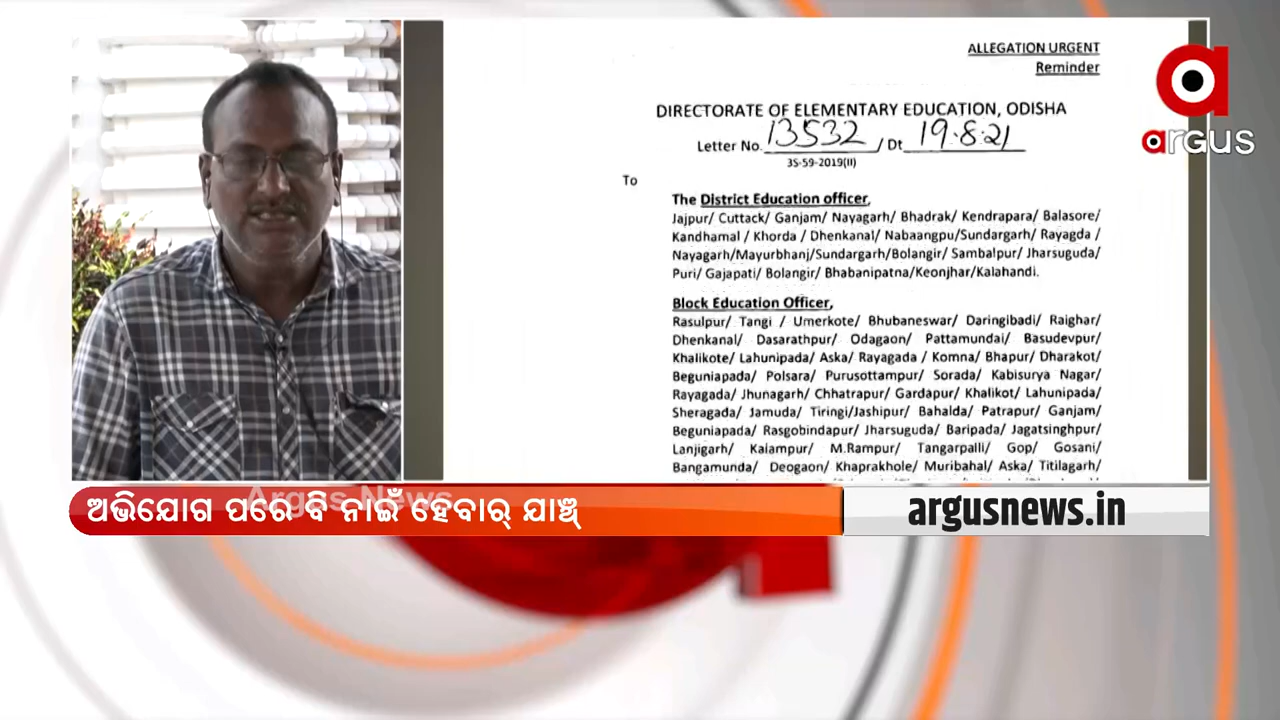 ALLEGATION URGENT
Reminder
DIRECTORATE OF ELEMENTARY EDUCATION, ODISHA
Letter No. 13532 / Dt 19.8.21
3S-59-2019(II)
To
The District Education officer,
Jajpur/ Cuttack/ Ganjam/ Nayagarh/ Bhadrak/ Kendrapara/ Balasore/
Kandhamal / Khorda / Dhenkanal/ Nabaangpu/Sundargarh/ Rayagda /
Nayagarh/Mayurbhanj/Sundargarh/Bolangir/ Sambalpur/ Jharsuguda/
Puri/ Gajapati/ Bolangir/ Bhabanipatna/Keonjhar/Kalahandi.
Block Education Officer,
Rasulpur/ Tangi / Umerkote/ Bhubaneswar/ Daringibadi/ Raighar/
Dhenkanal/ Dasarathpur/ Odagaon/ Pattamundai/ Basudevpur/
Khalikote/ Lahunipada/ Aska/ Rayagada / Komna/ Bhapur/ Dharakot/
Beguniapada/ Polsara/ Purusottampur/ Sorada/ Kabisurya Nagar/
Rayagada/ Jhunagarh/ Chhatrapur/ Gardapur/ Khalikot/ Lahunipada/
Sheragada/ Jamuda/ Tiringi/Jashipur/ Bahalda/ Patrapur/ Ganjam/
Beguniapada/ Rasgobindapur/ Jharsuguda/ Baripada/ Jagatsinghpur/
Lanjigarh/ Kalampur/ M.Rampur/ Tangarpalli/ Gop/ Gosani/
Bangamunda/ Deogaon/ Khaprakhole/ Muribahal/ Aska/ Titilagarh/
argus
Argus News
ଅଭିଯୋଗ ପରେ ବି ନାଇଁ ହେବାର୍ ଯାଞ୍ଚ୍
argusnews.in